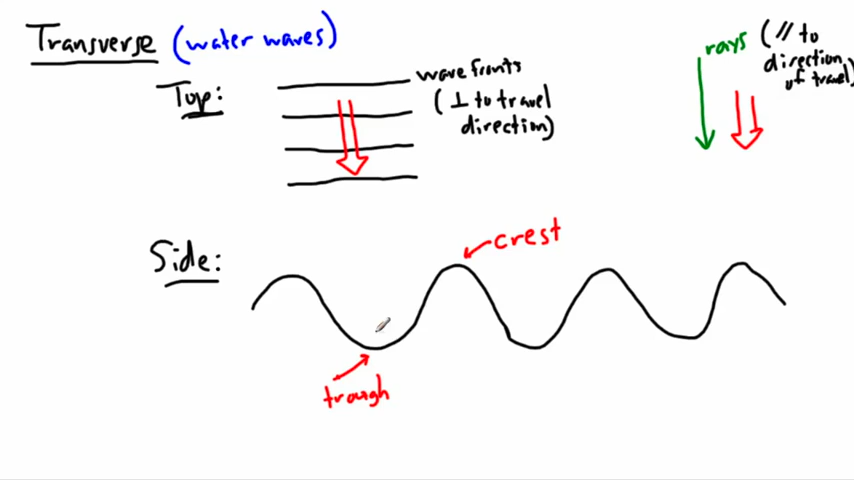 Transverse (water waves)
Top:
wave fronts
(⊥ to travel
direction)
rays (// to
direction
of travel)
Side:
crest
trough